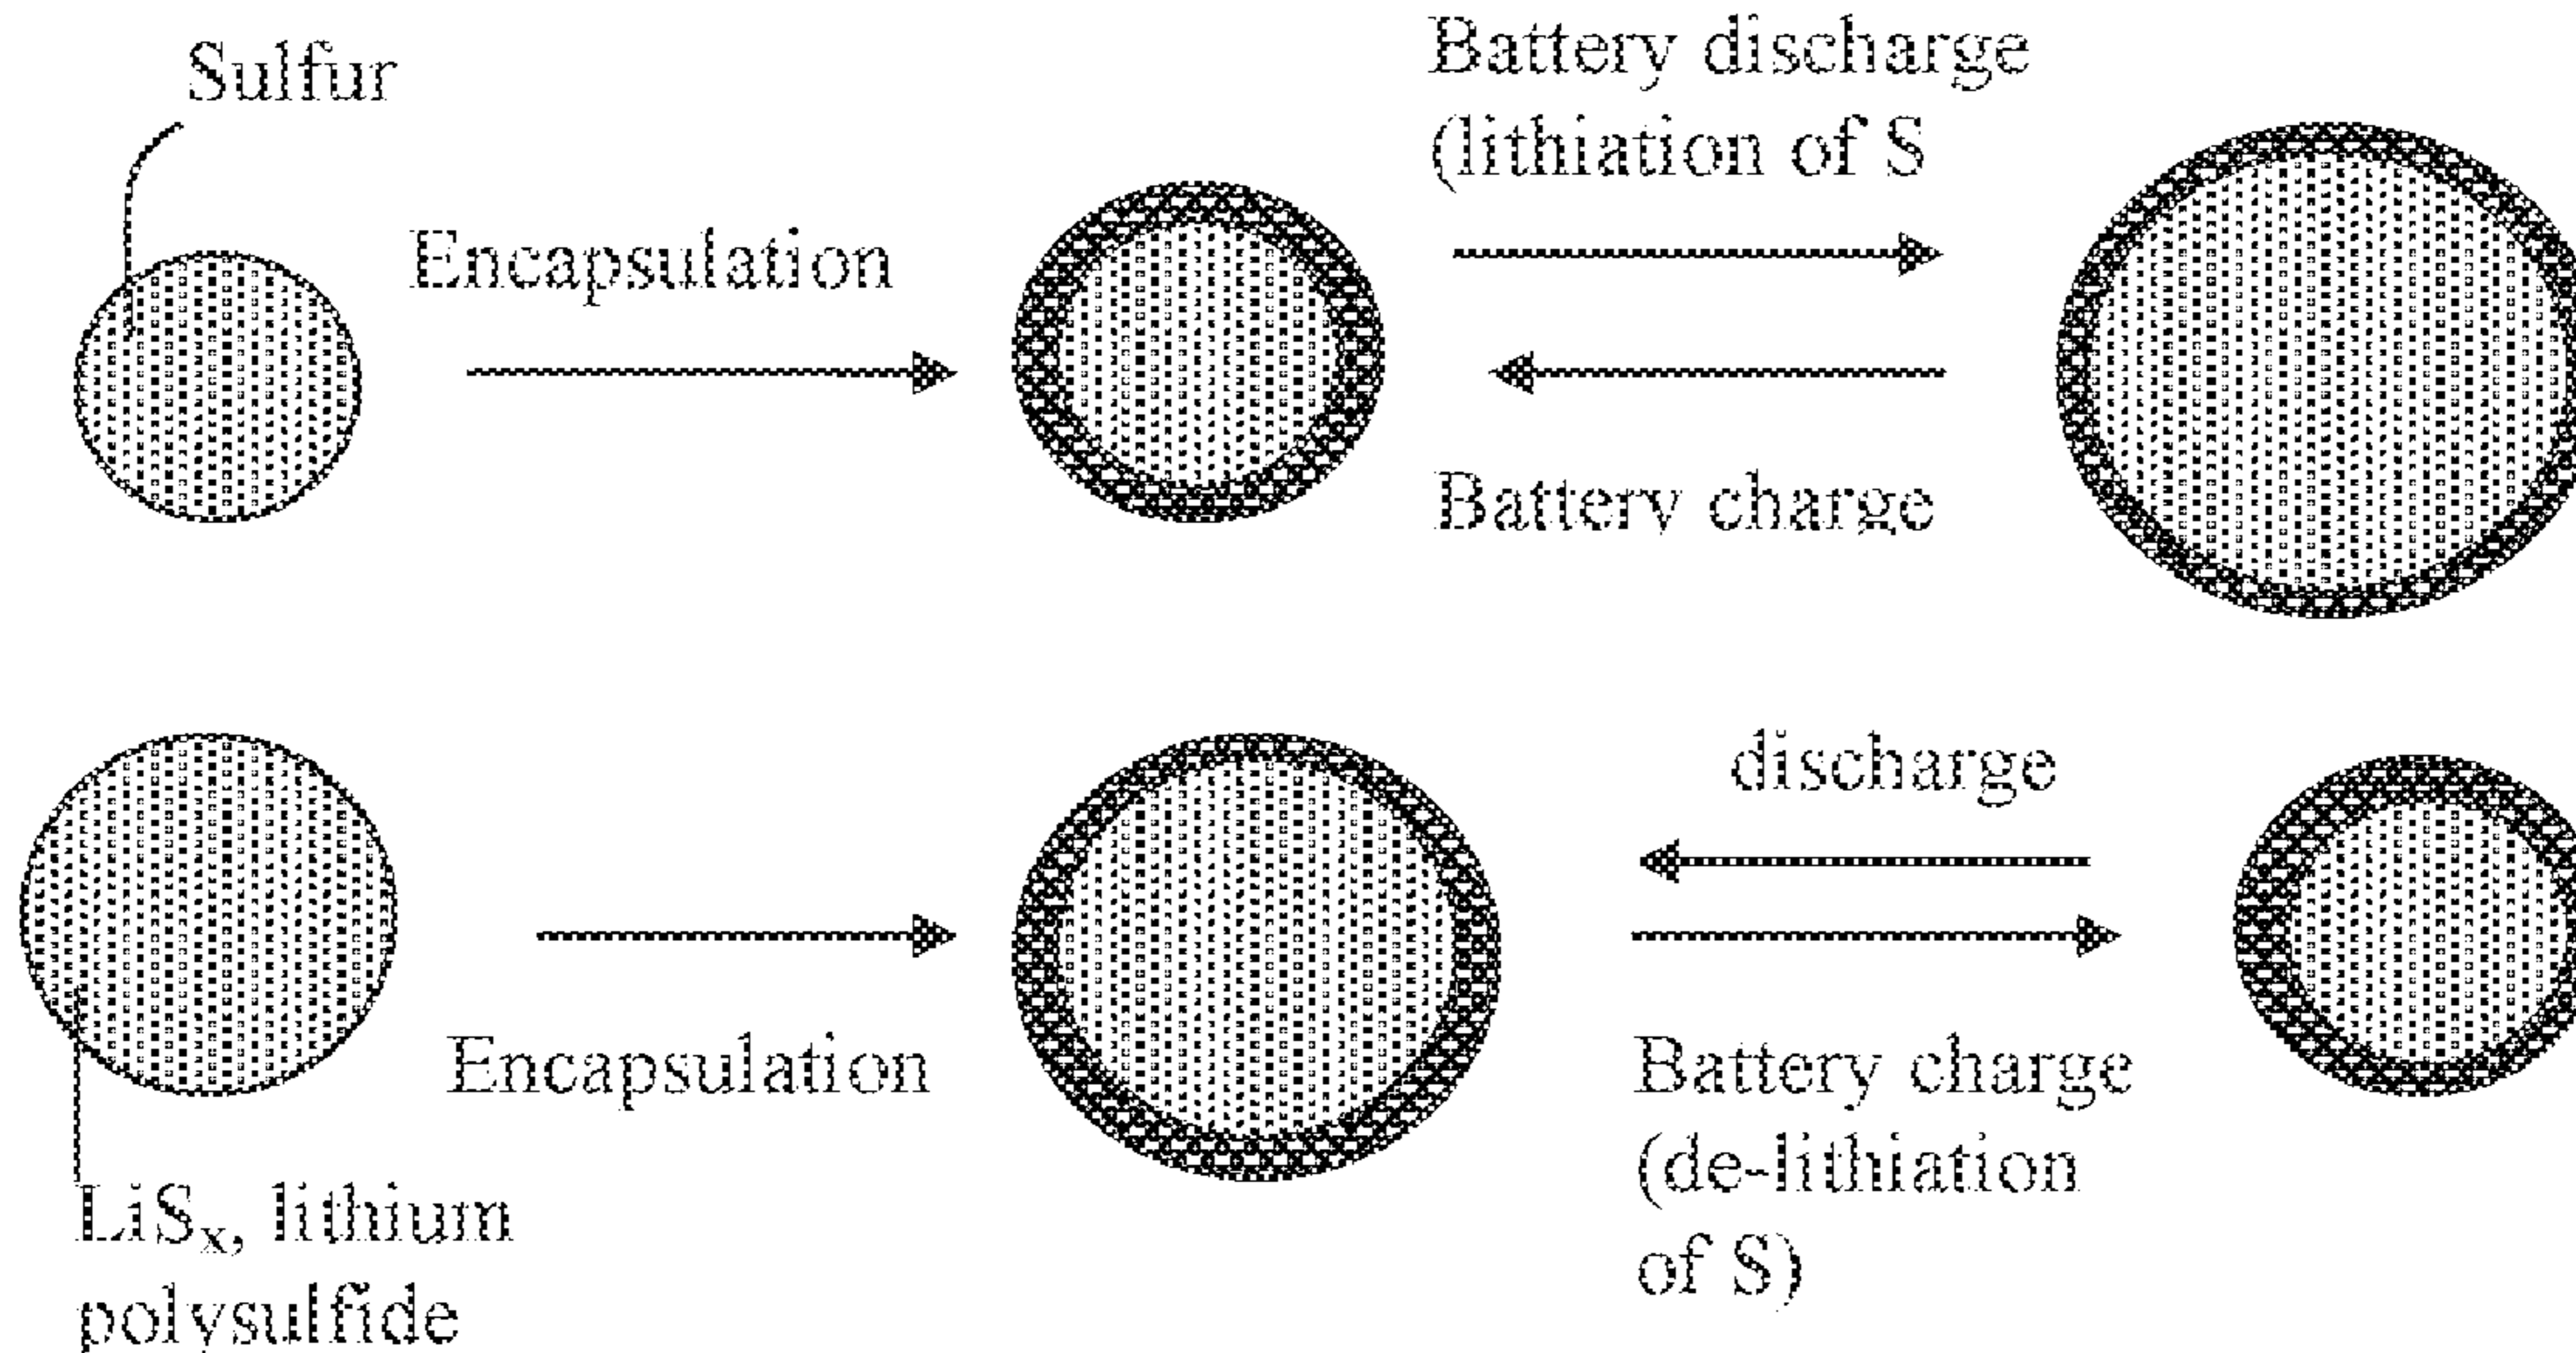 Sulfur
Encapsulation
Battery discharge
(lithiation of S
Battery charge
Encapsulation
discharge
Battery charge
(de-lithiation
of S)
LiSₓ, lithium
polysulfide